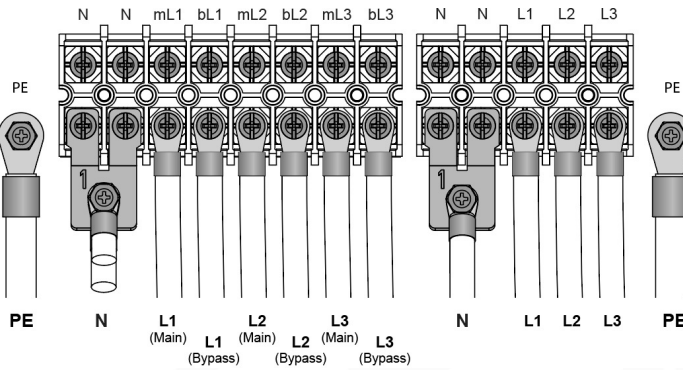 N N mL1 bL1 mL2 bL2 mL3 bL3 N N L1 L2 L3
PE PE
1 1
PE N L1 L2 L3 N L1 L2 L3 PE
(Main) (Main) (Main)
L1 L2 L3
(Bypass) (Bypass) (Bypass)